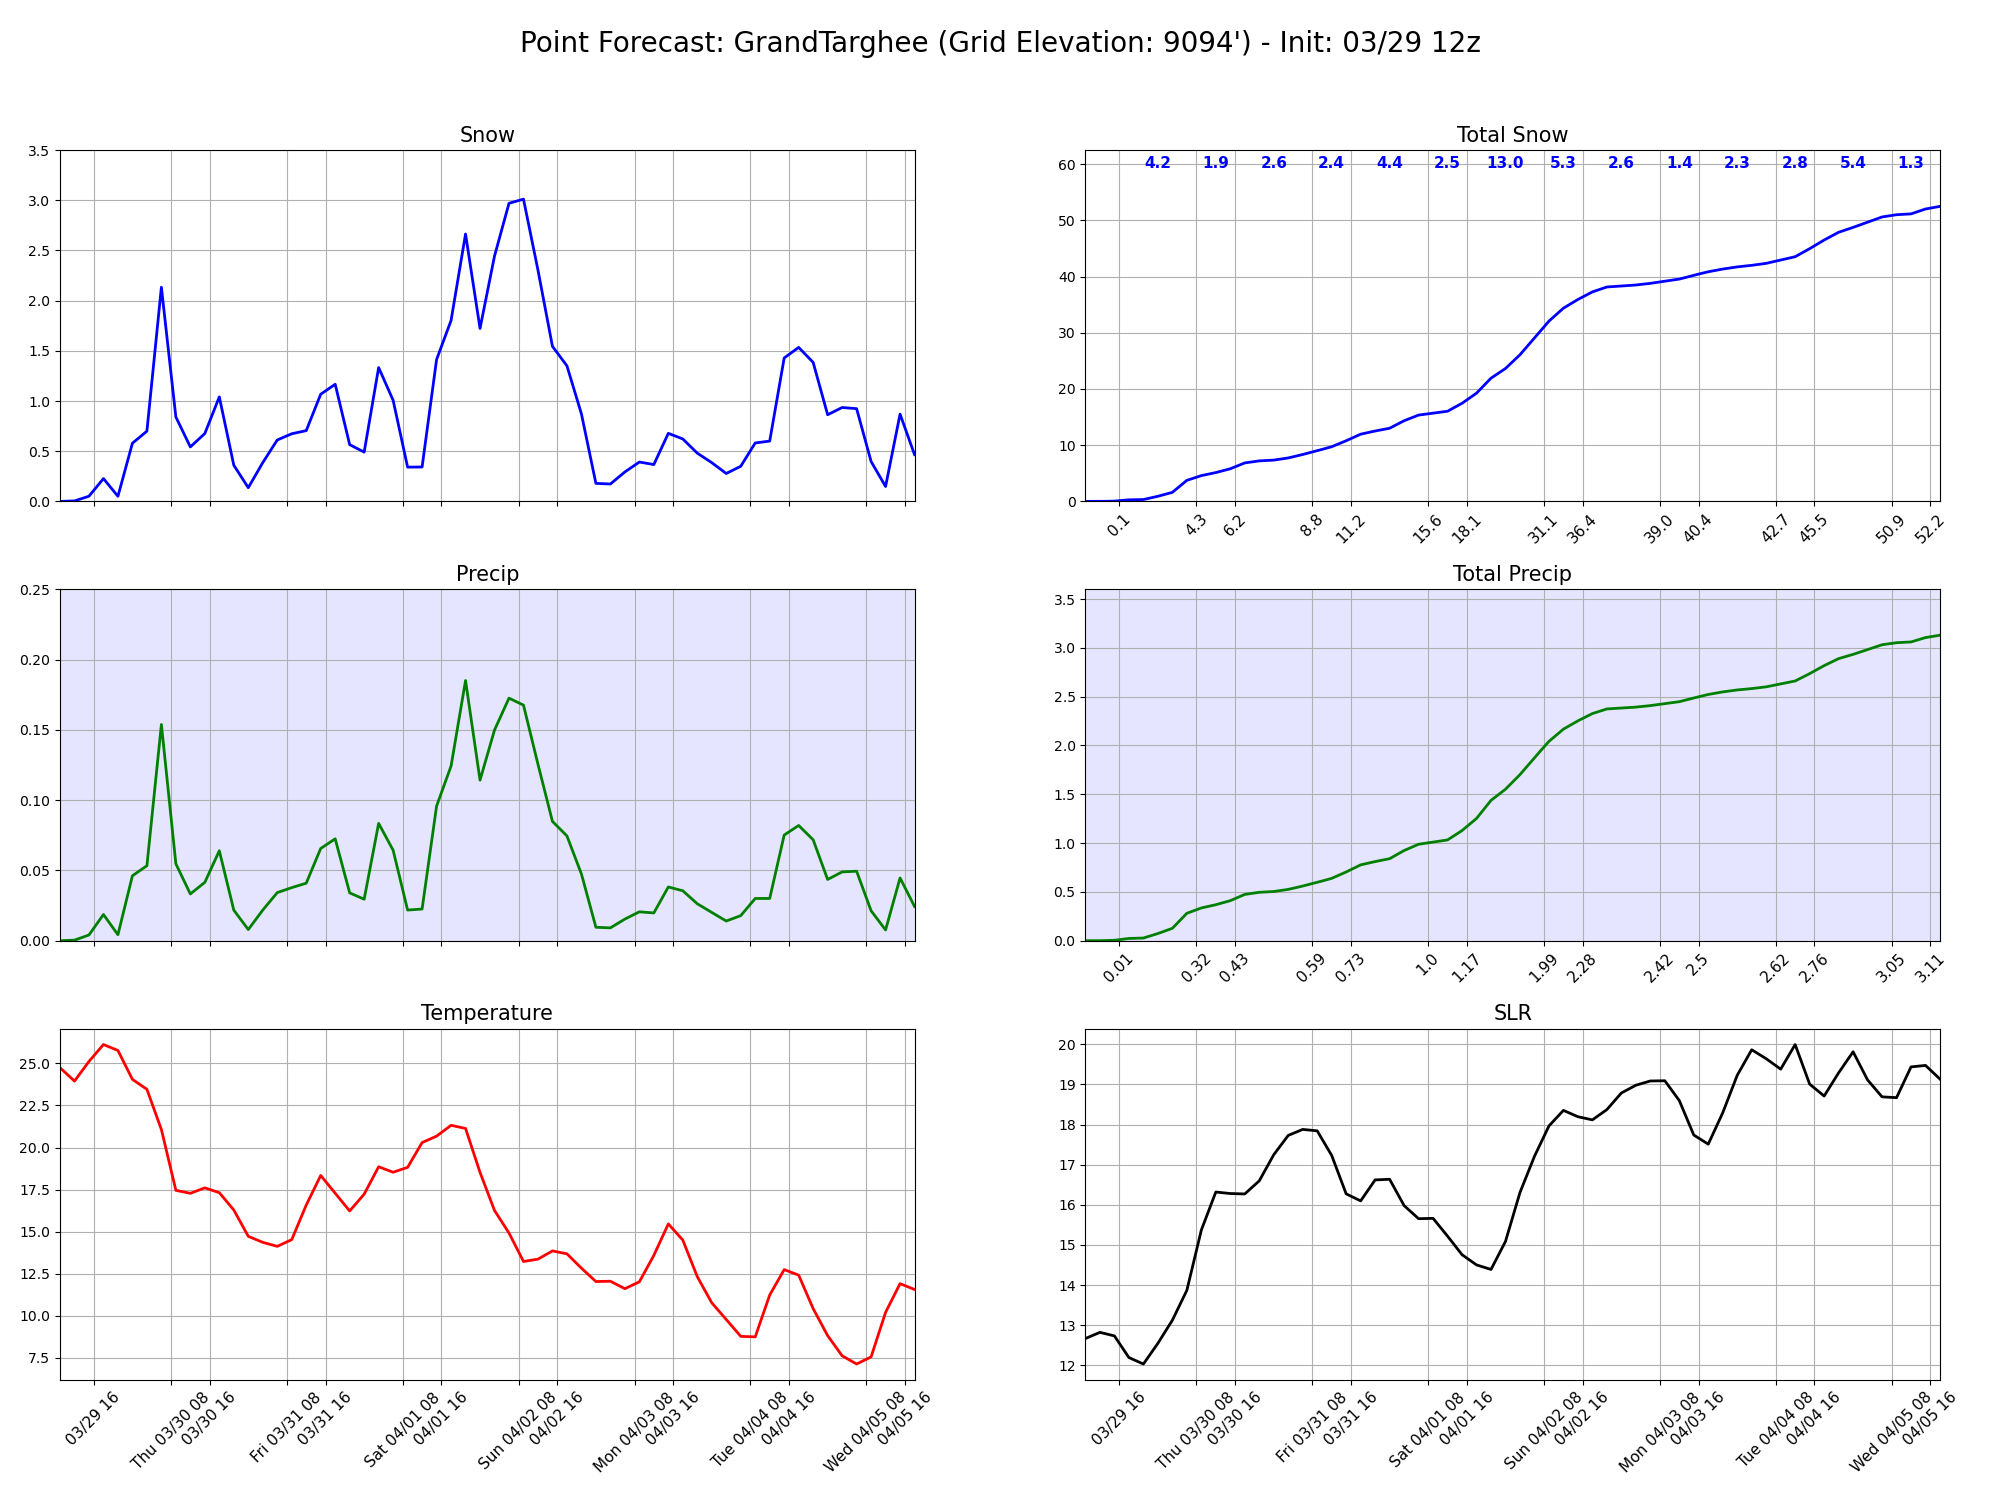 Point Forecast: GrandTarghee (Grid Elevation: 9094') - Init: 03/29 12z
Snow
3.5
3.0
2.5
2.0
1.5
1.0
0.5
0.0
Total Snow
60
50
40
30
20
10
0
4.2 1.9 2.6 2.4 4.4 2.5 13.0 5.3 2.6 1.4 2.3 2.8 5.4 1.3
0.1 4.3 6.2 8.8 11.2 15.6 18.1 31.1 36.4 39.0 40.4 42.7 45.5 50.9 52.2
Precip
0.25
0.20
0.15
0.10
0.05
0.00
Total Precip
3.5
3.0
2.5
2.0
1.5
1.0
0.5
0.0
0.01 0.32 0.43 0.59 0.73 1.0 1.17 1.99 2.28 2.42 2.5 2.62 2.76 3.05 3.11
Temperature
25.0
22.5
20.0
17.5
15.0
12.5
10.0
7.5
03/29 16
Thu 03/30 08
03/30 16
Fri 03/31 08
03/31 16
Sat 04/01 08
04/01 16
Sun 04/02 08
04/02 16
Mon 04/03 08
04/03 16
Tue 04/04 08
04/04 16
Wed 04/05 08
04/05 16
SLR
20
19
18
17
16
15
14
13
12
03/29 16
Thu 03/30 08
03/30 16
Fri 03/31 08
03/31 16
Sat 04/01 08
04/01 16
Sun 04/02 08
04/02 16
Mon 04/03 08
04/03 16
Tue 04/04 08
04/04 16
Wed 04/05 08
04/05 16